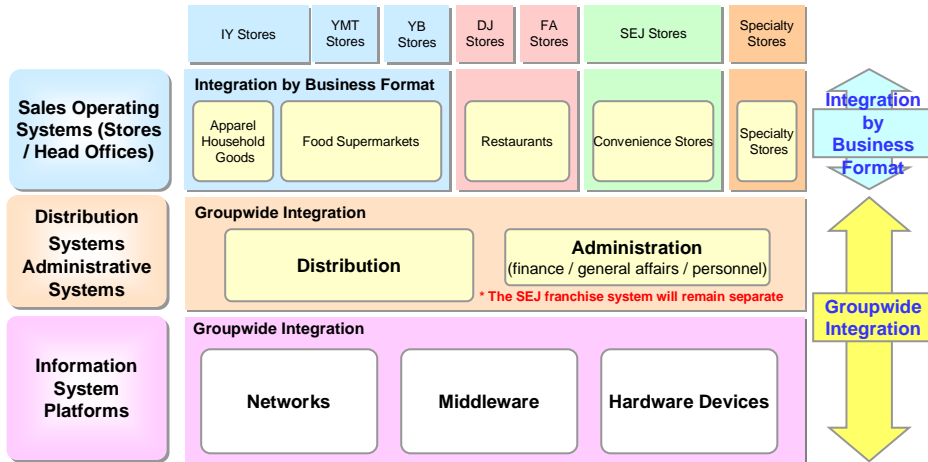 IY Stores
YMT
Stores
YB
Stores
DJ
Stores
FA
Stores
SEJ Stores
Specialty
Stores
Sales Operating
Systems (Stores
/ Head Offices)
Integration by Business Format
Apparel
Household
Goods
Food Supermarkets
Restaurants
Convenience Stores
Specialty
Stores
Integration
by
Business
Format
Distribution
Systems
Administrative
Systems
Groupwide Integration
Distribution
Administration
(finance / general affairs / personnel)
* The SEJ franchise system will remain separate
Groupwide
Integration
Information
System
Platforms
Groupwide Integration
Networks
Middleware
Hardware Devices